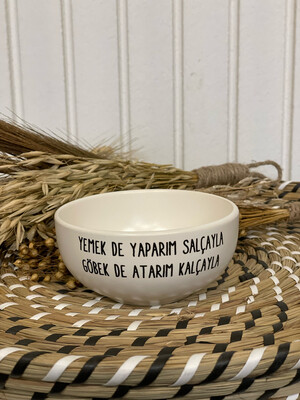 YEMEK DE YAPARIM SALÇAYLA
GÖBEK DE ATARIM KALÇAYLA